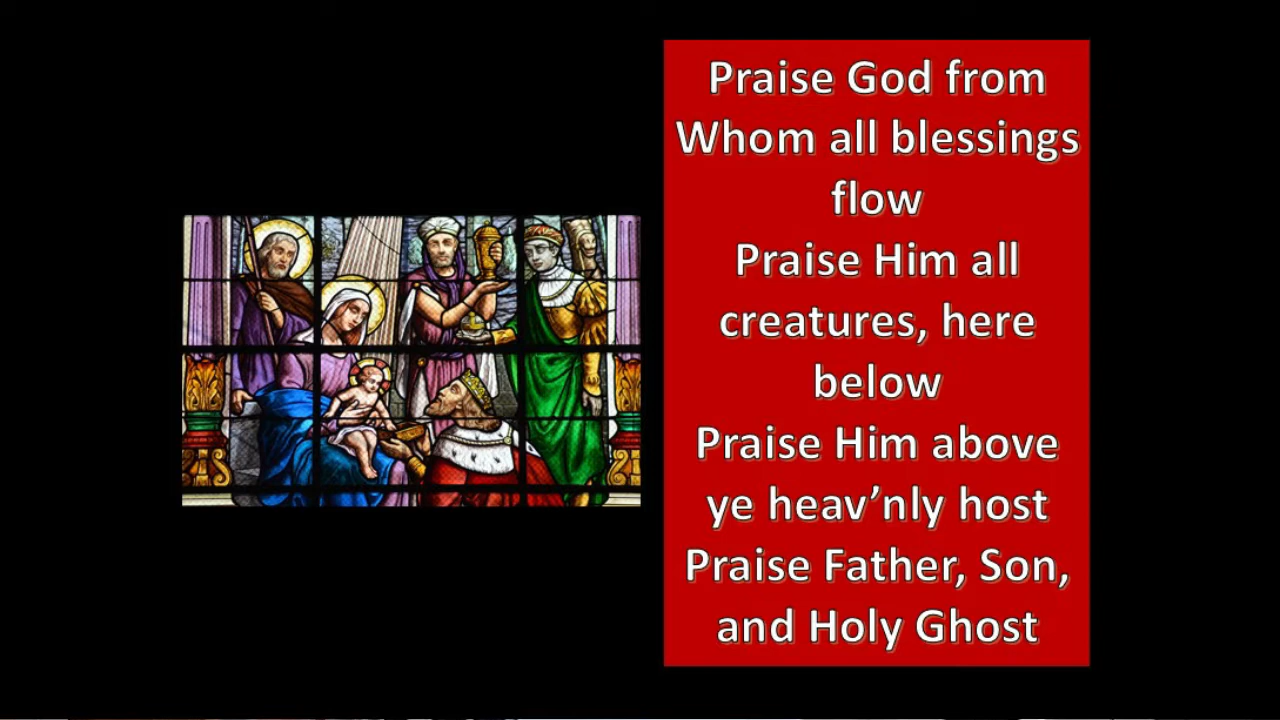 Praise God from
Whom all blessings
flow
Praise Him all
creatures, here
below
Praise Him above
ye heav’nly host
Praise Father, Son,
and Holy Ghost